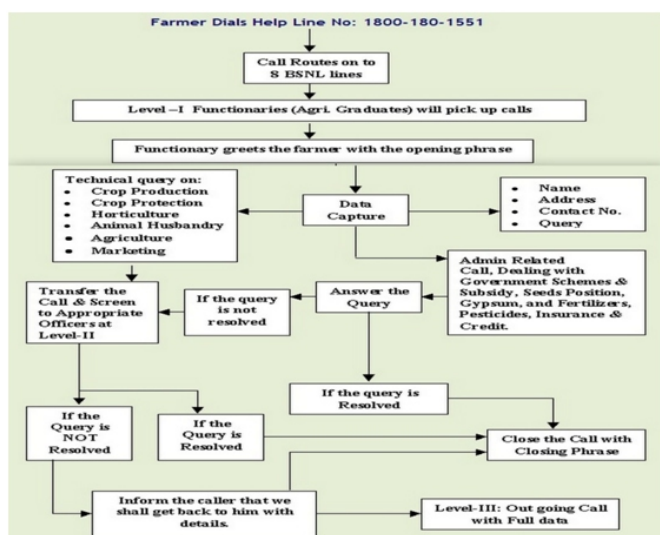 Farmer Dials Help Line No: 1800-180-1551
Call Routes on to
8 BSNL lines
Level –I Functionaries (Agri. Graduates) will pick up calls
Functionary greets the farmer with the opening phrase
Technical query on:
• Crop Production
• Crop Protection
• Horticulture
• Animal Husbandry
• Agriculture
• Marketing
Data
Capture
• Name
• Address
• Contact No.
• Query
Admin Related
Call, Dealing with
Government Schemes &
Subsidy, Seeds Position,
Gypsum, and Fertilizers,
Pesticides, Insurance &
Credit.
Transfer the
Call & Screen
to Appropriate
Officers at
Level-II
If the query
is not
resolved
Answer the
Query
If the query is
Resolved
If the
Query is
NOT
Resolved
If the
Query is
Resolved
Close the Call with
Closing Phrase
Inform the caller that we
shall get back to him with
details.
Level-III: Out going Call
with Full data